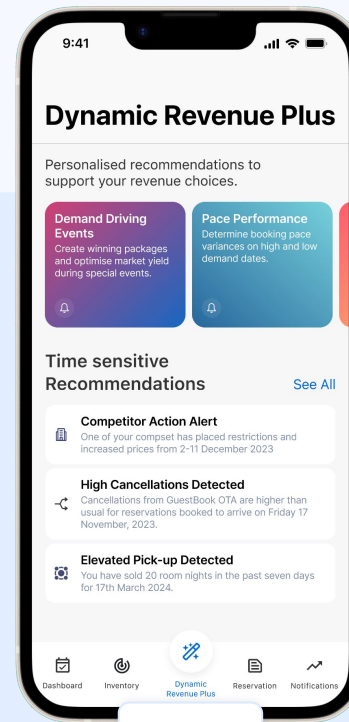 9:41
Dynamic Revenue Plus
Personalised recommendations to
support your revenue choices.
Demand Driving
Events
Create winning packages
and optimise market yield
during special events.
Pace Performance
Determine booking pace
variances on high and low
demand dates.
Time sensitive
Recommendations
See All
Competitor Action Alert
One of your compset has placed restrictions and
increased prices from 2-11 December 2023
High Cancellations Detected
Cancellations from GuestBook OTA are higher than
usual for reservations booked to arrive on Friday 17
November, 2023.
Elevated Pick-up Detected
You have sold 20 room nights in the past seven days
for 17th March 2024.
Dashboard
Inventory
Dynamic
Revenue Plus
Reservation
Notifications